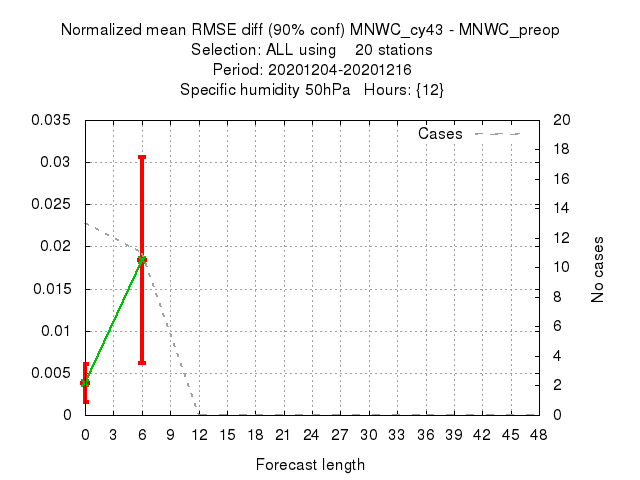 Normalized mean RMSE diff (90% conf) MNWC_cy43 - MNWC_preop
Selection: ALL using    20 stations
Period: 20201204-20201216
Specific humidity 50hPa   Hours: {12}
Cases
0.035
0.03
0.025
0.02
0.015
0.01
0.005
0
20
18
16
14
12
10
8
6
4
2
0
No cases
0 3 6 9 12 15 18 21 24 27 30 33 36 39 42 45 48
Forecast length